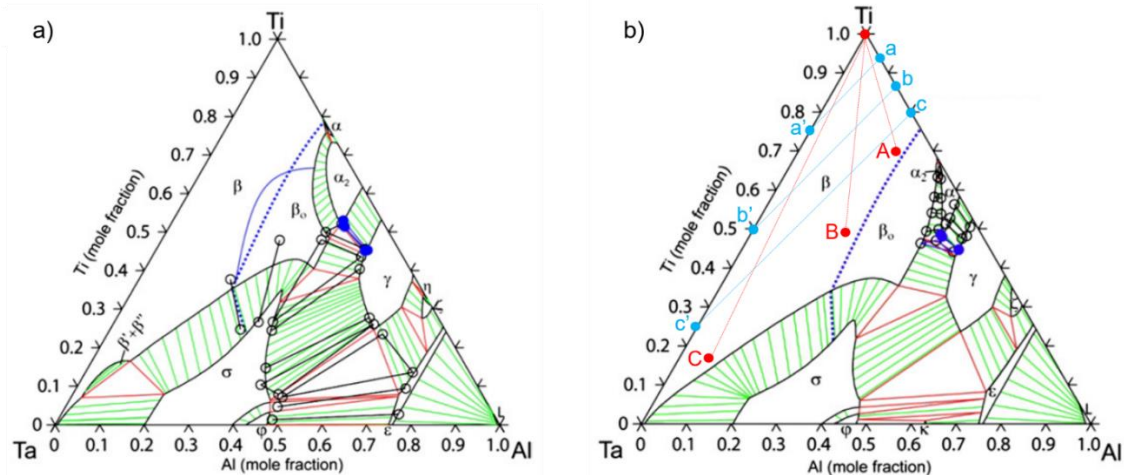 a)
Ti
1.0
0.9
0.8
0.7
0.6
0.5
0.4
0.3
0.2
0.1
0
Ti (mole fraction)
α
α₂
β
β₀
γ
η
β'+β"
σ
φ
ε
L
0 0.1 0.2 0.3 0.4 0.5 0.6 0.7 0.8 0.9 1.0
Ta
Al (mole fraction)
Al
b)
Ti
1.0
0.9
0.8
0.7
0.6
0.5
0.4
0.3
0.2
0.1
0
Ti (mole fraction)
a
b
c
a'
b'
c'
A
B
C
β
β₀
α₂
α
γ
σ
ε
φ
κ
L
0 0.1 0.2 0.3 0.4 0.5 0.6 0.7 0.8 0.9 1.0
Ta
Al (mole fraction)
Al